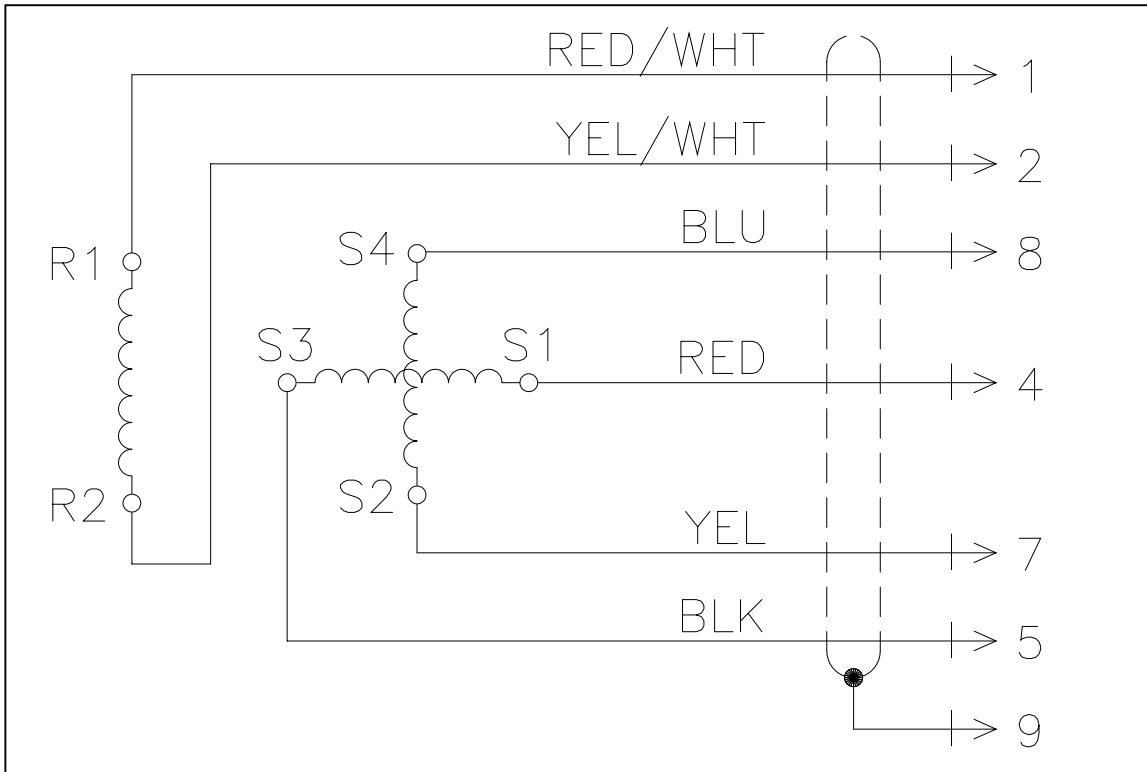 RED/WHT 1
YEL/WHT 2
BLU 8
R1 S4
S3 S1 RED 4
R2 S2
YEL 7
BLK 5
9